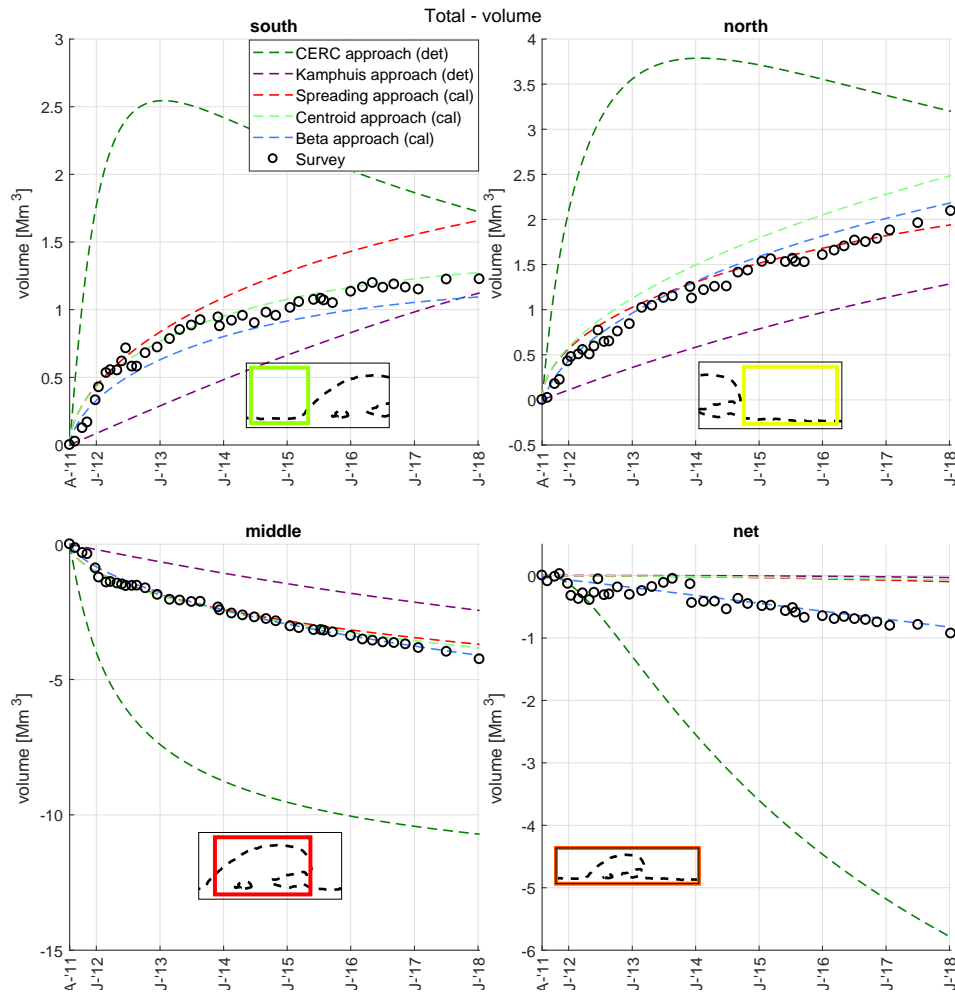 Total - volume
south
volume [Mm 3]
3
2.5
2
1.5
1
0.5
0
CERC approach (det)
Kamphuis approach (det)
Spreading approach (cal)
Centroid approach (cal)
Beta approach (cal)
Survey
A-'11
J-'12
J-'13
J-'14
J-'15
J-'16
J-'17
J-'18
north
volume [Mm 3]
4
3.5
3
2.5
2
1.5
1
0.5
0
-0.5
A-'11
J-'12
J-'13
J-'14
J-'15
J-'16
J-'17
J-'18
middle
volume [Mm 3]
0
-5
-10
-15
A-'11
J-'12
J-'13
J-'14
J-'15
J-'16
J-'17
J-'18
net
volume [Mm 3]
0
-1
-2
-3
-4
-5
-6
A-'11
J-'12
J-'13
J-'14
J-'15
J-'16
J-'17
J-'18